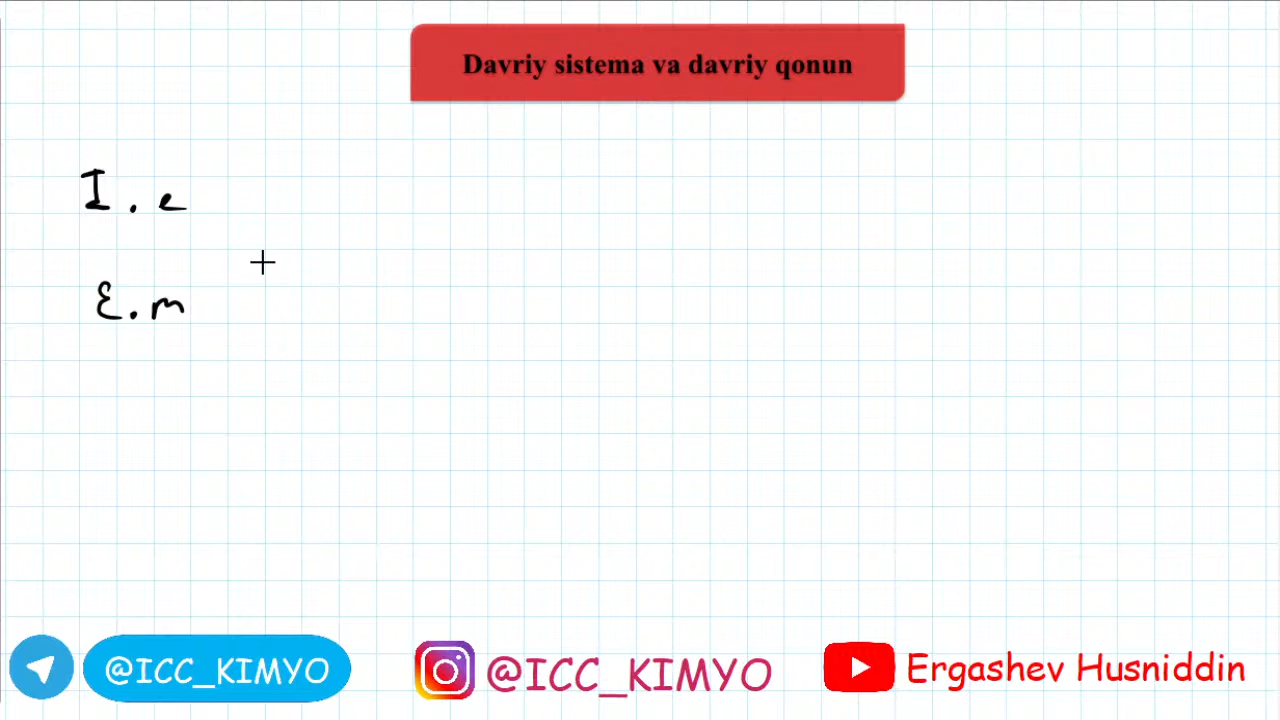 Davriy sistema va davriy qonun
I. e
E. m
@ICC_KIMYO
@ICC_KIMYO
Ergashev Husniddin